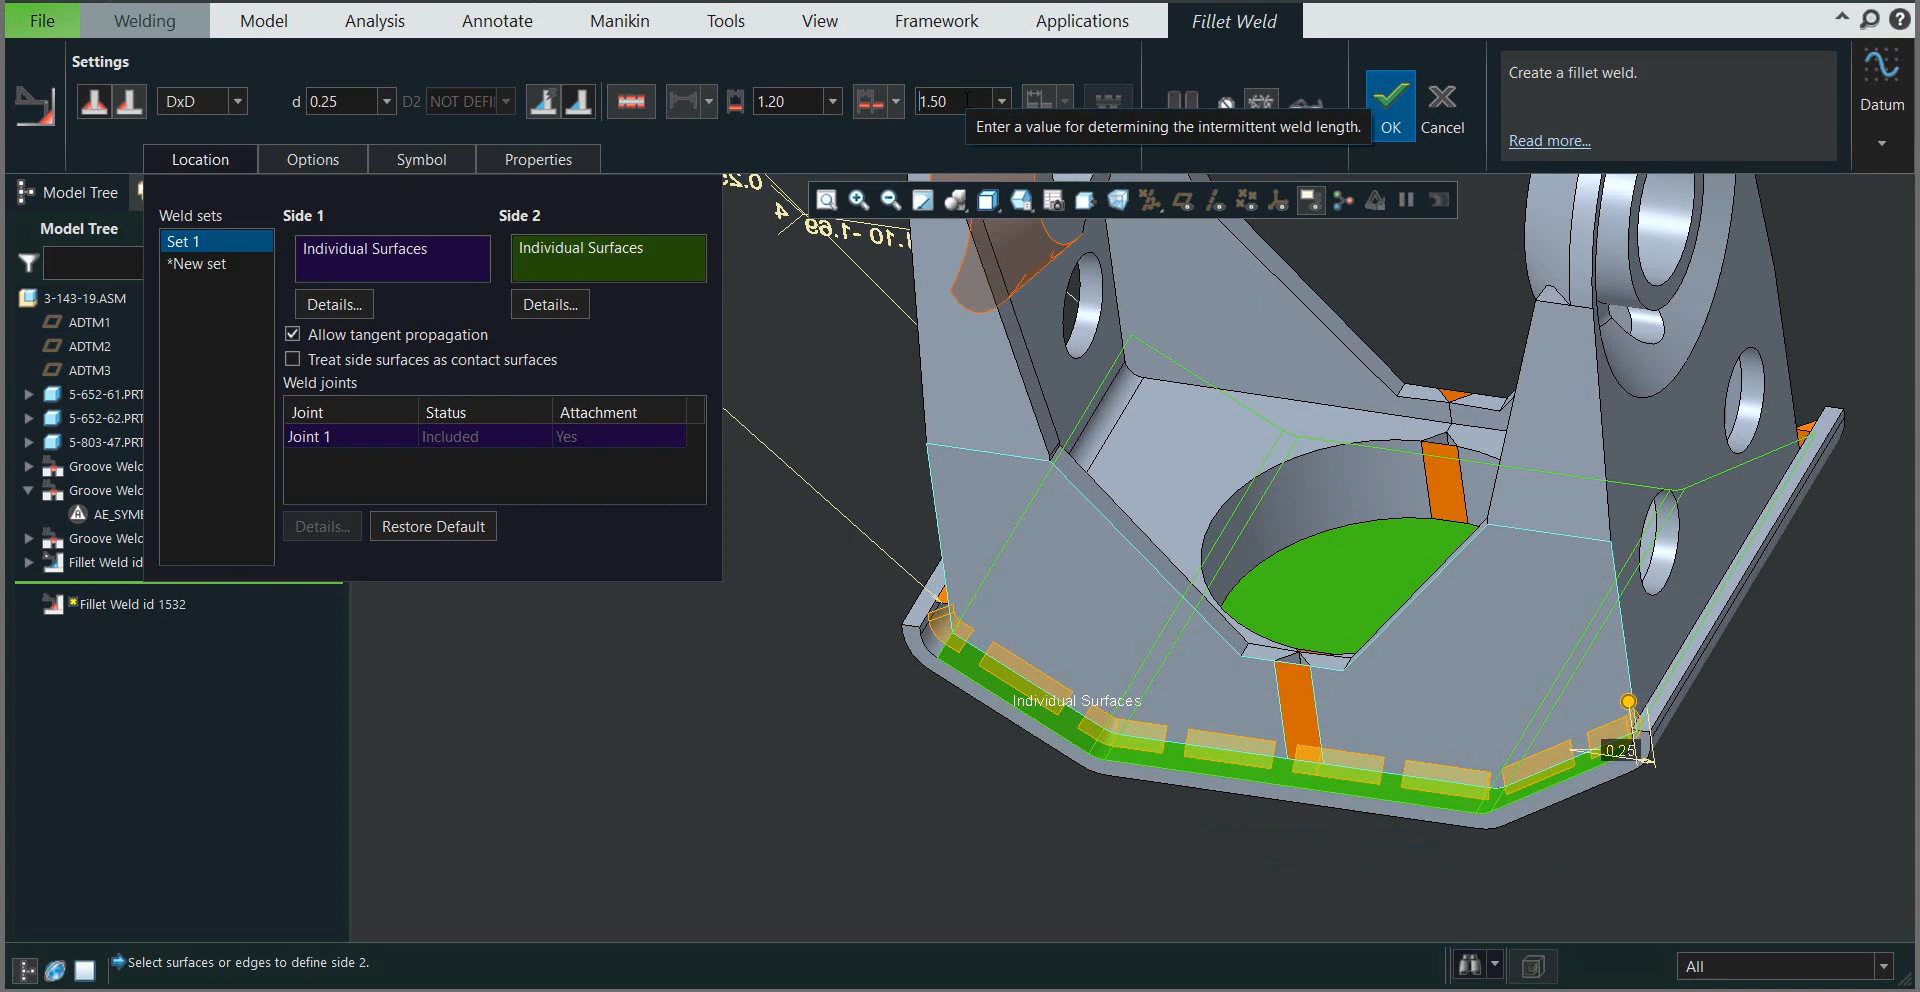 File Welding Model Analysis Annotate Manikin Tools View Framework Applications Fillet Weld
Settings
DxD d 0.25 D2 NOT DEFI 1.20 1.50
Enter a value for determining the intermittent weld length.
OK Cancel
Create a fillet weld.
Read more...
Datum
Location Options Symbol Properties
Model Tree
Model Tree
3-143-19.ASM
ADTM1
ADTM2
ADTM3
5-652-61.PRT
5-652-62.PRT
5-803-47.PRT
Groove Weld
Groove Weld
AE_SYME
Groove Weld
Fillet Weld id
Fillet Weld id 1532
Weld sets
Set 1
*New set
Side 1 Side 2
Individual Surfaces Individual Surfaces
Details... Details...
Allow tangent propagation
Treat side surfaces as contact surfaces
Weld joints
Joint Status Attachment
Joint 1 Included Yes
Details... Restore Default
4
-1.69
Individual Surfaces
0.25
Select surfaces or edges to define side 2.
All